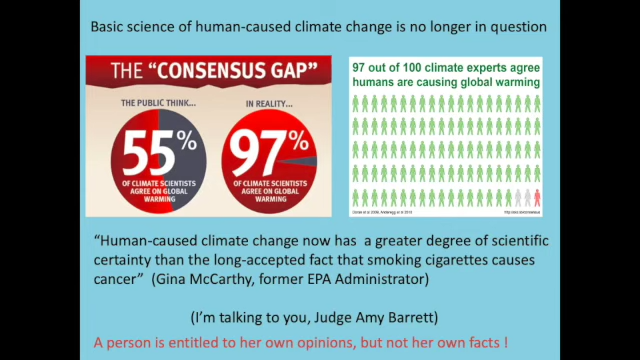 Basic science of human-caused climate change is no longer in question
THE “CONSENSUS GAP”
THE PUBLIC THINK...
55%
OF CLIMATE SCIENTISTS
AGREE ON GLOBAL
WARMING
IN REALITY...
97%
OF CLIMATE SCIENTISTS
AGREE ON GLOBAL
WARMING
97 out of 100 climate experts agree
humans are causing global warming
“Human-caused climate change now has a greater degree of scientific
certainty than the long-accepted fact that smoking cigarettes causes
cancer” (Gina McCarthy, former EPA Administrator)
(I’m talking to you, Judge Amy Barrett)
A person is entitled to her own opinions, but not her own facts !